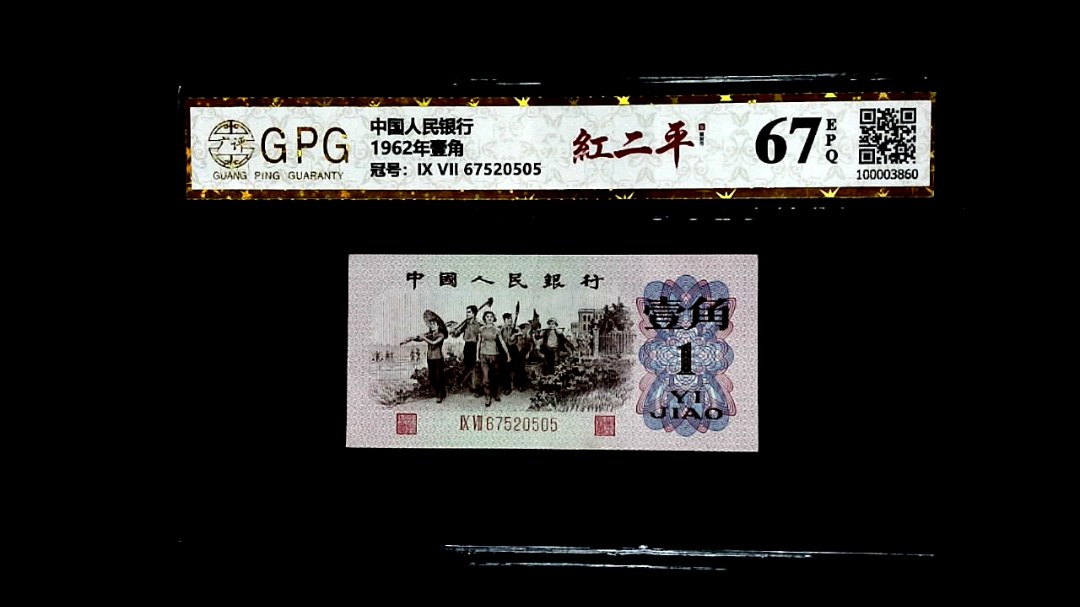 廣评
GPG
GUANG PING GUARANTY
中国人民银行
1962年壹角
冠号：IX VII 67520505
紅二平
67
EPQ
100003860
中國人民銀行
壹角
1
YI
JIAO
IX VII 67520505